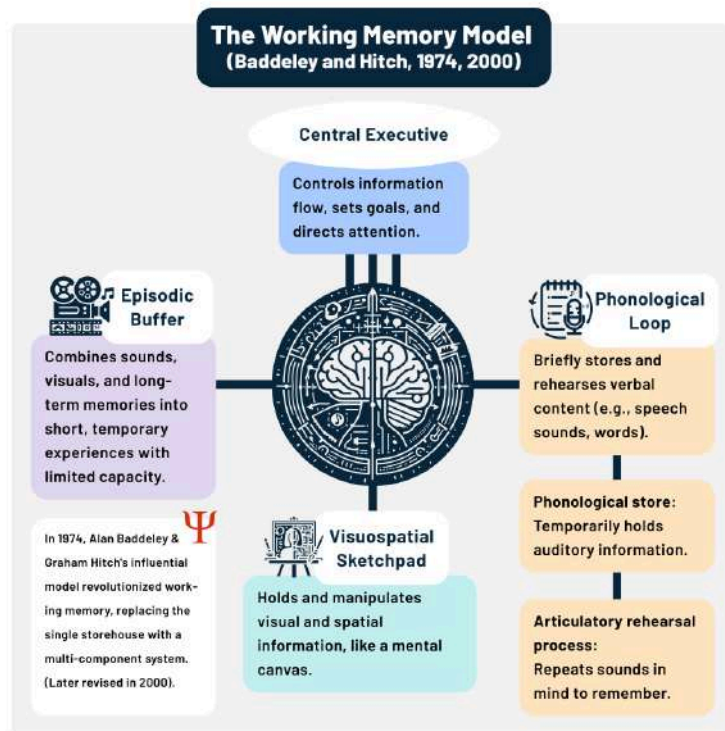 The Working Memory Model
(Baddeley and Hitch, 1974, 2000)
Central Executive
Controls information
flow, sets goals, and
directs attention.
Episodic
Buffer
Combines sounds,
visuals, and long-
term memories into
short, temporary
experiences with
limited capacity.
Phonological
Loop
Briefly stores and
rehearses verbal
content (e.g., speech
sounds, words).
Phonological store:
Temporarily holds
auditory information.
Articulatory rehearsal
process:
Repeats sounds in
mind to remember.
Visuospatial
Sketchpad
Holds and manipulates
visual and spatial
information, like a mental
canvas.
Ψ
In 1974, Alan Baddeley &
Graham Hitch's influential
model revolutionized work-
ing memory, replacing the
single storehouse with a
multi-component system.
(Later revised in 2000).